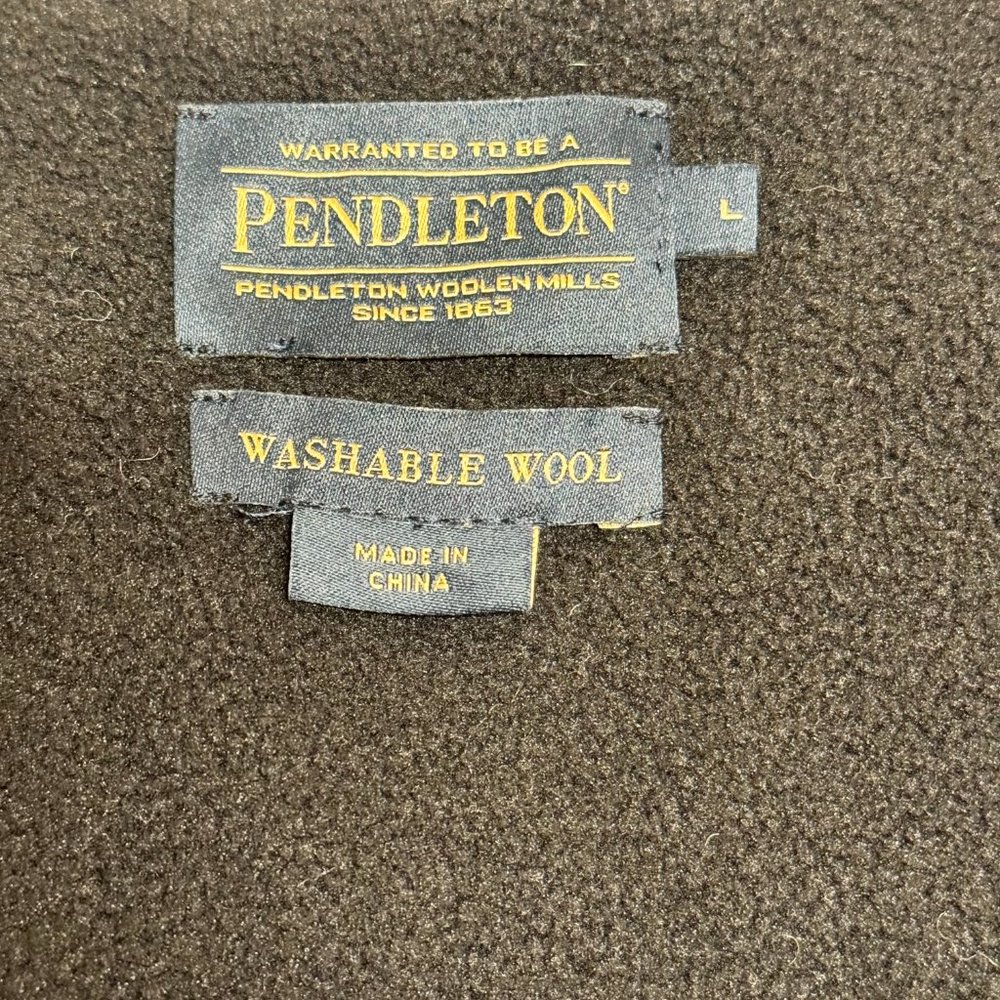 WARRANTED TO BE A
PENDLETON®
L
PENDLETON WOOLEN MILLS
SINCE 1863
WASHABLE WOOL
MADE IN
CHINA